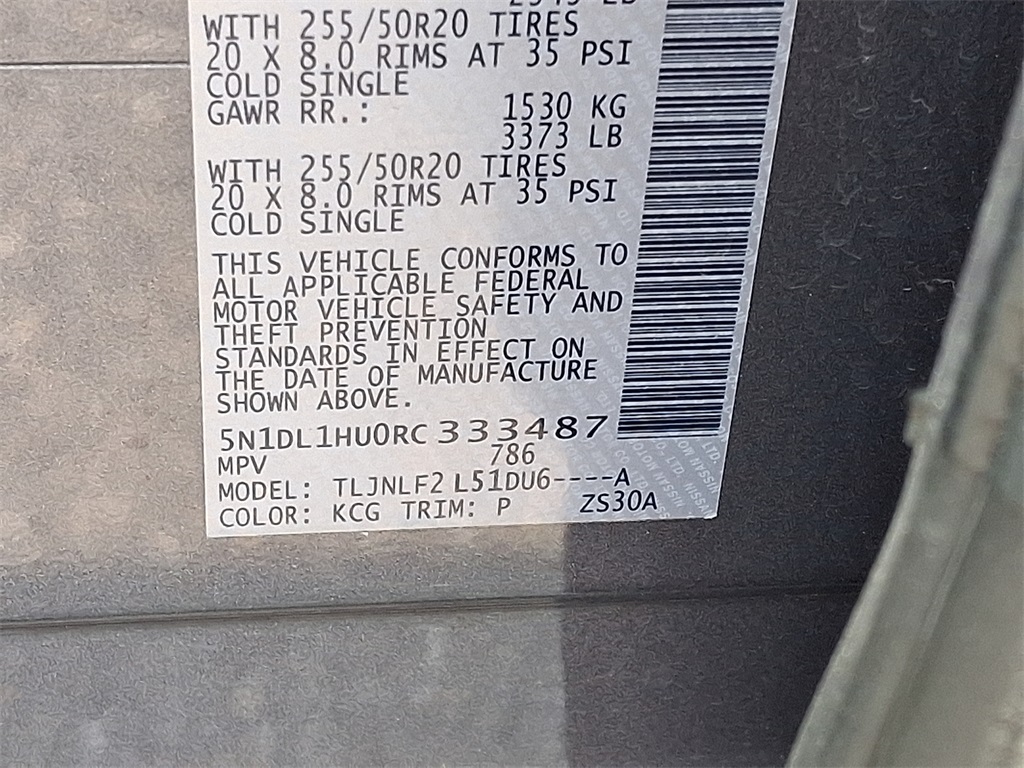 WITH 255/50R20 TIRES
20 X 8.0 RIMS AT 35 PSI
COLD SINGLE
GAWR RR.: 1530 KG
3373 LB
WITH 255/50R20 TIRES
20 X 8.0 RIMS AT 35 PSI
COLD SINGLE
THIS VEHICLE CONFORMS TO
ALL APPLICABLE FEDERAL
MOTOR VEHICLE SAFETY AND
THEFT PREVENTION
STANDARDS IN EFFECT ON
THE DATE OF MANUFACTURE
SHOWN ABOVE.
5N1DL1HU0RC333487
MPV 786
MODEL: TLJNLF2L51DU6----A
COLOR: KCG TRIM: P ZS30A